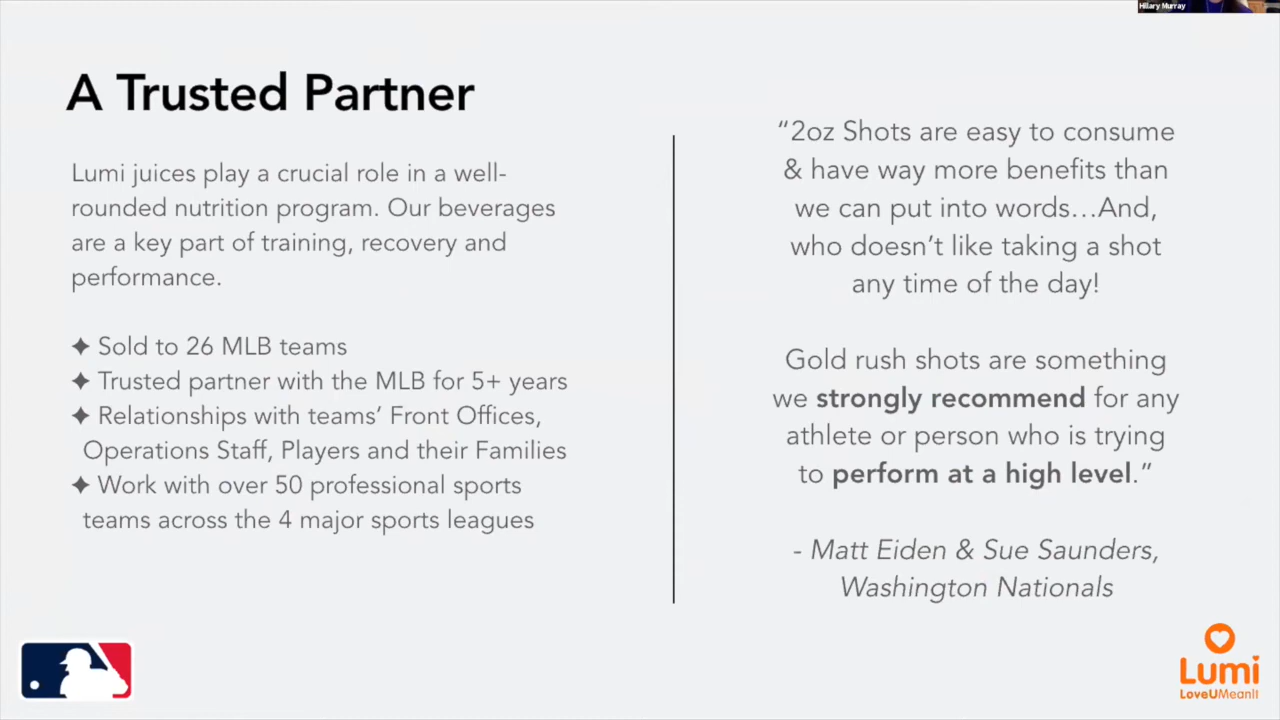 Hilary Murray
A Trusted Partner
Lumi juices play a crucial role in a well-
rounded nutrition program. Our beverages
are a key part of training, recovery and
performance.
✦ Sold to 26 MLB teams
✦ Trusted partner with the MLB for 5+ years
✦ Relationships with teams’ Front Offices,
Operations Staff, Players and their Families
✦ Work with over 50 professional sports
teams across the 4 major sports leagues
“2oz Shots are easy to consume
& have way more benefits than
we can put into words…And,
who doesn’t like taking a shot
any time of the day!
Gold rush shots are something
we strongly recommend for any
athlete or person who is trying
to perform at a high level.”
- Matt Eiden & Sue Saunders,
Washington Nationals
Lumi
LoveUMeanIt